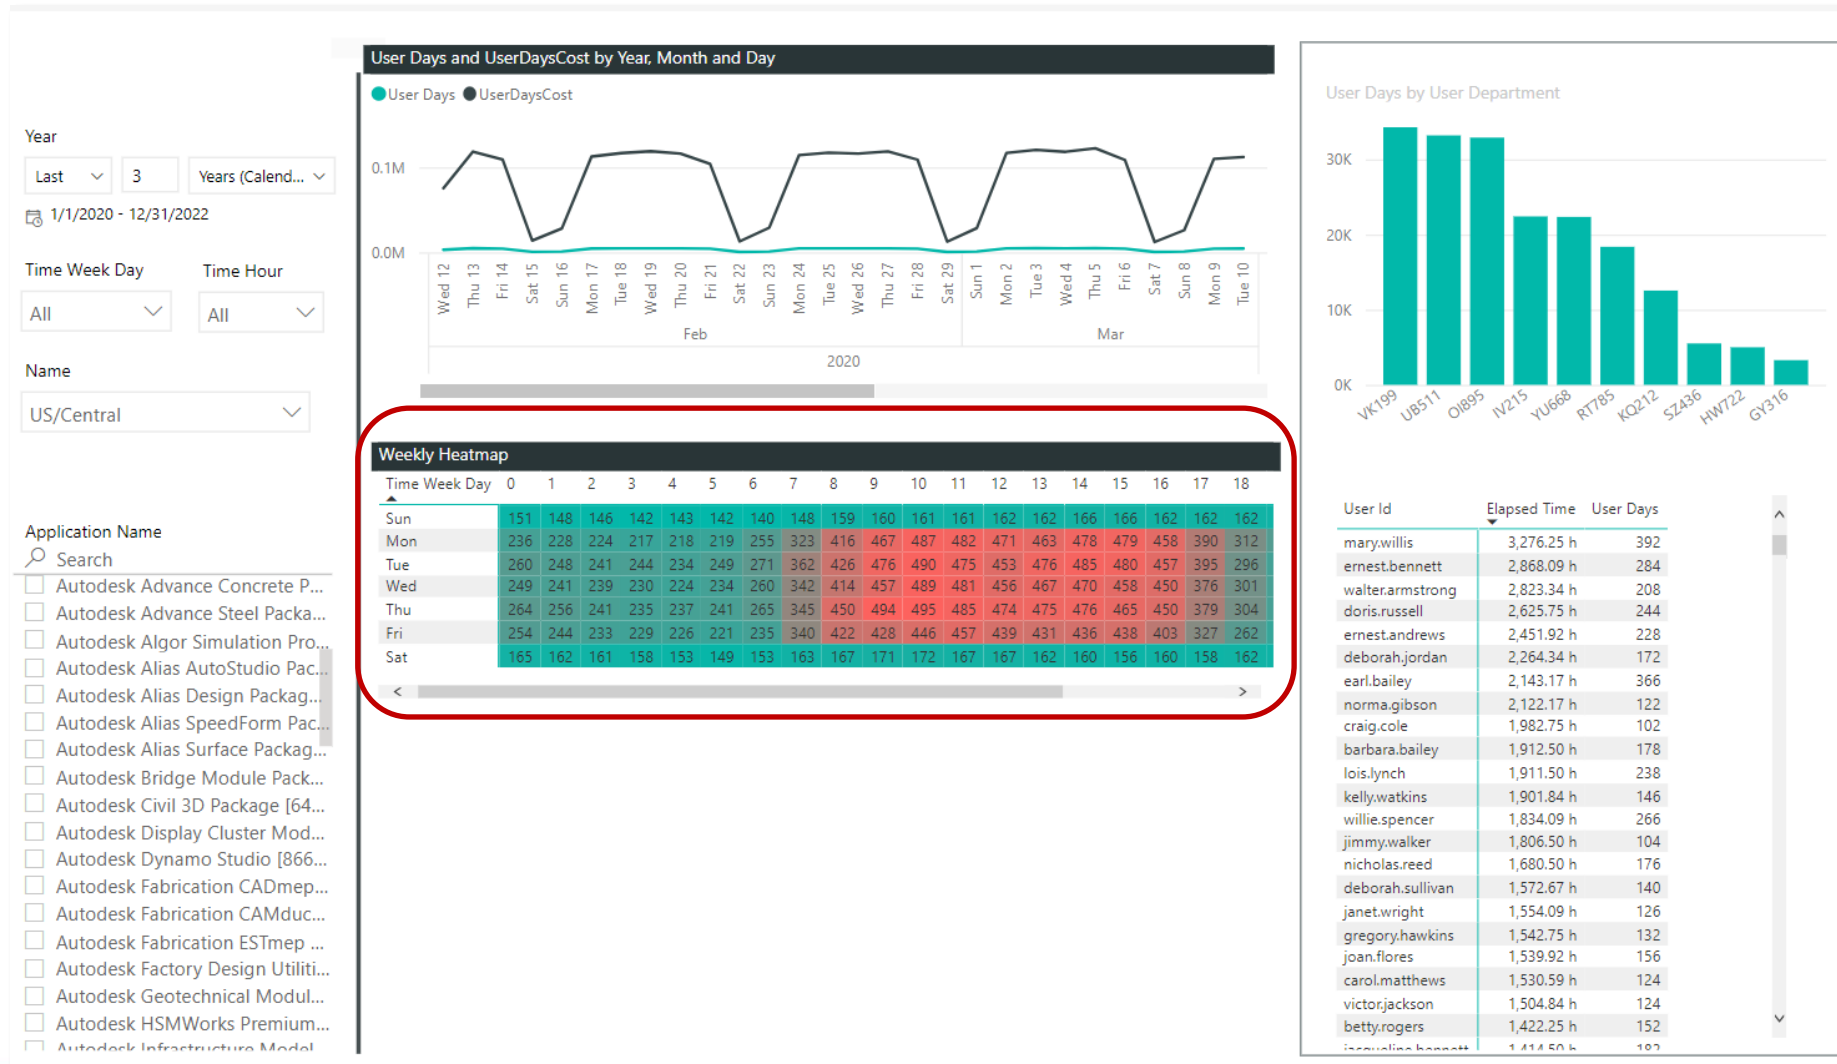 Year
Last 3 Years (Calend...
1/1/2020 - 12/31/2022
Time Week Day Time Hour
All All
Name
US/Central
Application Name
Search
Autodesk Advance Concrete P...
Autodesk Advance Steel Packa...
Autodesk Algor Simulation Pro...
Autodesk Alias AutoStudio Pac...
Autodesk Alias Design Packag...
Autodesk Alias SpeedForm Pac...
Autodesk Alias Surface Packag...
Autodesk Bridge Module Pack...
Autodesk Civil 3D Package [64...
Autodesk Display Cluster Mod...
Autodesk Dynamo Studio [866...
Autodesk Fabrication CADmep...
Autodesk Fabrication CAMduc...
Autodesk Fabrication ESTmep ...
Autodesk Factory Design Utiliti...
Autodesk Geotechnical Modul...
Autodesk HSMWorks Premium...
Autodesk Infrastructure Model
User Days and UserDaysCost by Year, Month and Day
User Days UserDaysCost
0.1M
0.0M
Wed 12 Thu 13 Fri 14 Sat 15 Sun 16 Mon 17 Tue 18 Wed 19 Thu 20 Fri 21 Sat 22 Sun 23 Mon 24 Tue 25 Wed 26 Thu 27 Fri 28 Sat 29 Sun 1 Mon 2 Tue 3 Wed 4 Thu 5 Fri 6 Sat 7 Sun 8 Mon 9 Tue 10
Feb Mar
2020
Weekly Heatmap
Time Week Day 0 1 2 3 4 5 6 7 8 9 10 11 12 13 14 15 16 17 18
Sun 151 148 146 142 143 142 140 148 159 160 161 161 162 162 166 166 162 162 162
Mon 236 228 224 217 218 219 255 323 416 467 487 482 471 463 478 479 458 390 312
Tue 260 248 241 244 234 249 271 362 426 476 490 475 453 476 485 480 457 395 296
Wed 249 241 239 230 224 234 260 342 414 457 489 481 456 467 470 458 450 376 301
Thu 264 256 241 235 237 241 265 345 450 494 495 485 474 475 476 465 450 379 304
Fri 254 244 233 229 226 221 235 340 422 428 446 457 439 431 436 438 403 327 262
Sat 165 162 161 158 153 149 153 163 167 171 172 167 167 162 160 156 160 158 162
User Days by User Department
30K
20K
10K
0K
VK199 UB511 OI895 IV215 YU668 RT785 KQ212 SZ436 HW722 GY316
User Id Elapsed Time User Days
mary.willis 3,276.25 h 392
ernest.bennett 2,868.09 h 284
walter.armstrong 2,823.34 h 208
doris.russell 2,625.75 h 244
ernest.andrews 2,451.92 h 228
deborah.jordan 2,264.34 h 172
earl.bailey 2,143.17 h 366
norma.gibson 2,122.17 h 122
craig.cole 1,982.75 h 102
barbara.bailey 1,912.50 h 178
lois.lynch 1,911.50 h 238
kelly.watkins 1,901.84 h 146
willie.spencer 1,834.09 h 266
jimmy.walker 1,806.50 h 104
nicholas.reed 1,680.50 h 176
deborah.sullivan 1,572.67 h 140
janet.wright 1,554.09 h 126
gregory.hawkins 1,542.75 h 132
joan.flores 1,539.92 h 156
carol.matthews 1,530.59 h 124
victor.jackson 1,504.84 h 124
betty.rogers 1,422.25 h 152
jacqueline.bennett 1,414.50 h 182